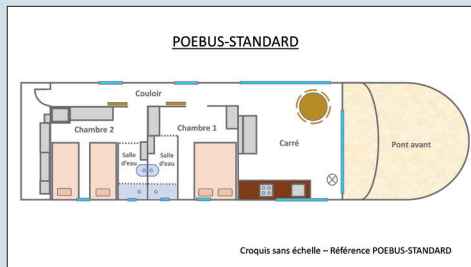 POEBUS-STANDARD
Couloir
Chambre 2
Chambre 1
Salle
d'eau
Salle
d'eau
Carré
Pont avant
Croquis sans échelle – Référence POEBUS-STANDARD